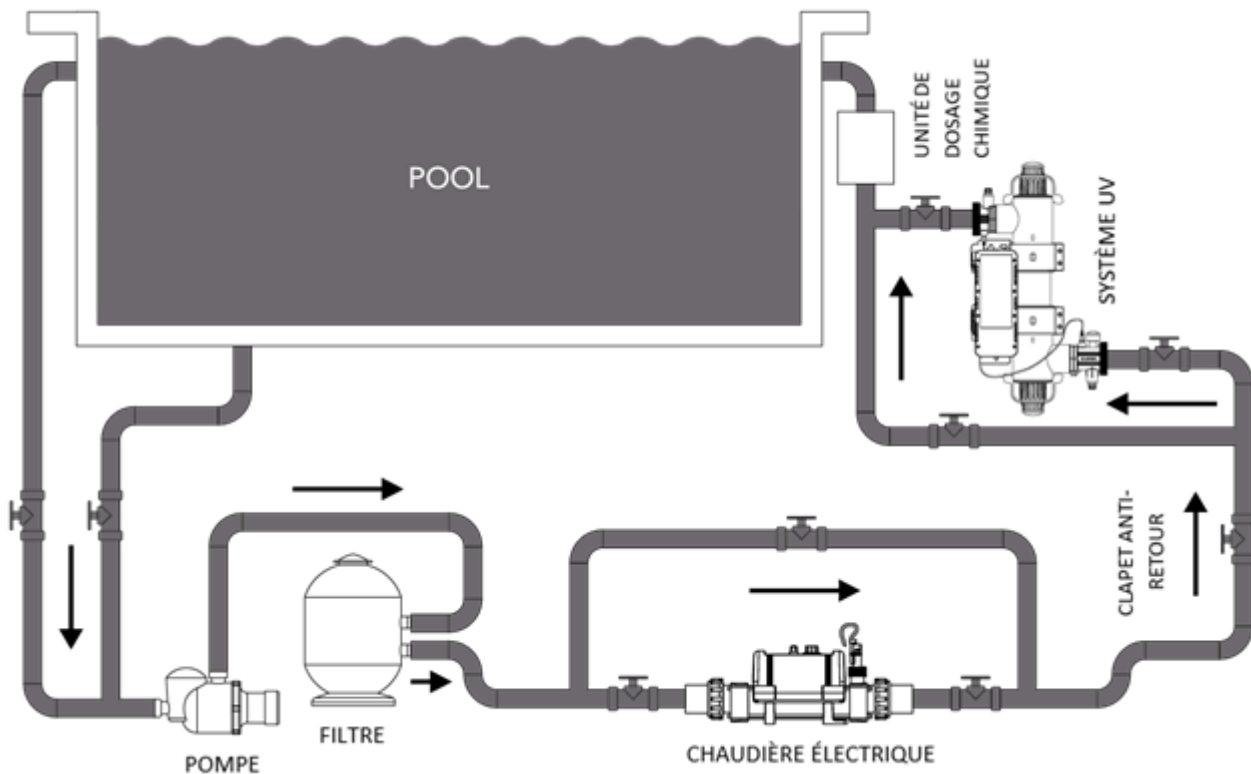 POOL
UNITÉ DE
DOSAGE
CHIMIQUE
SYSTÈME UV
CLAPET ANTI-
RETOUR
FILTRE
POMPE
CHAUDIÈRE ÉLECTRIQUE